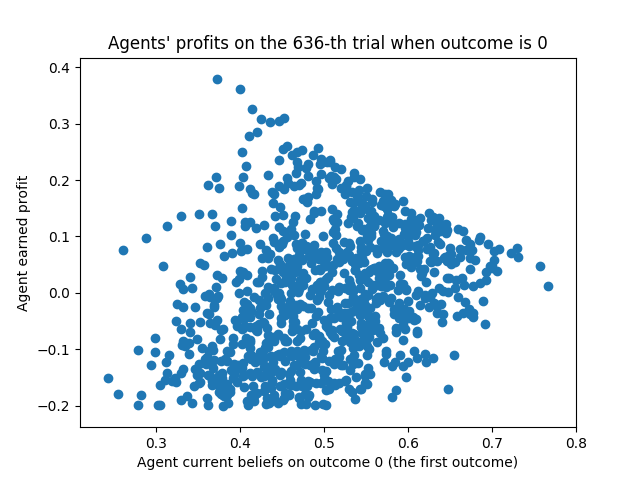 Agents' profits on the 636-th trial when outcome is 0
0.4
0.3
0.2
0.1
0.0
−0.1
−0.2
Agent earned profit
0.3 0.4 0.5 0.6 0.7 0.8
Agent current beliefs on outcome 0 (the first outcome)